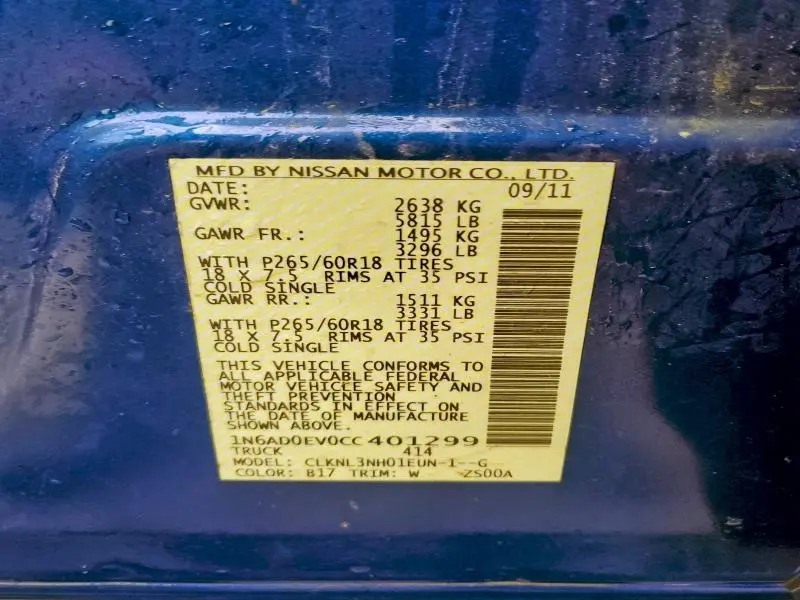 MFD BY NISSAN MOTOR CO., LTD.
DATE: 09/11
GVWR: 2638 KG
5815 LB
GAWR FR.: 1495 KG
3296 LB
WITH P265/60R18 TIRES
18 X 7.5 RIMS AT 35 PSI
COLD SINGLE
GAWR RR.: 1511 KG
3331 LB
WITH P265/60R18 TIRES
18 X 7.5 RIMS AT 35 PSI
COLD SINGLE
THIS VEHICLE CONFORMS TO
ALL APPLICABLE FEDERAL
MOTOR VEHICLE SAFETY AND
THEFT PREVENTION
STANDARDS IN EFFECT ON
THE DATE OF MANUFACTURE
SHOWN ABOVE.
1N6AD0EV0CC401299
TRUCK 414
MODEL: CLKNL3NH01EUN-I--G
COLOR: B17 TRIM: W ZS00A